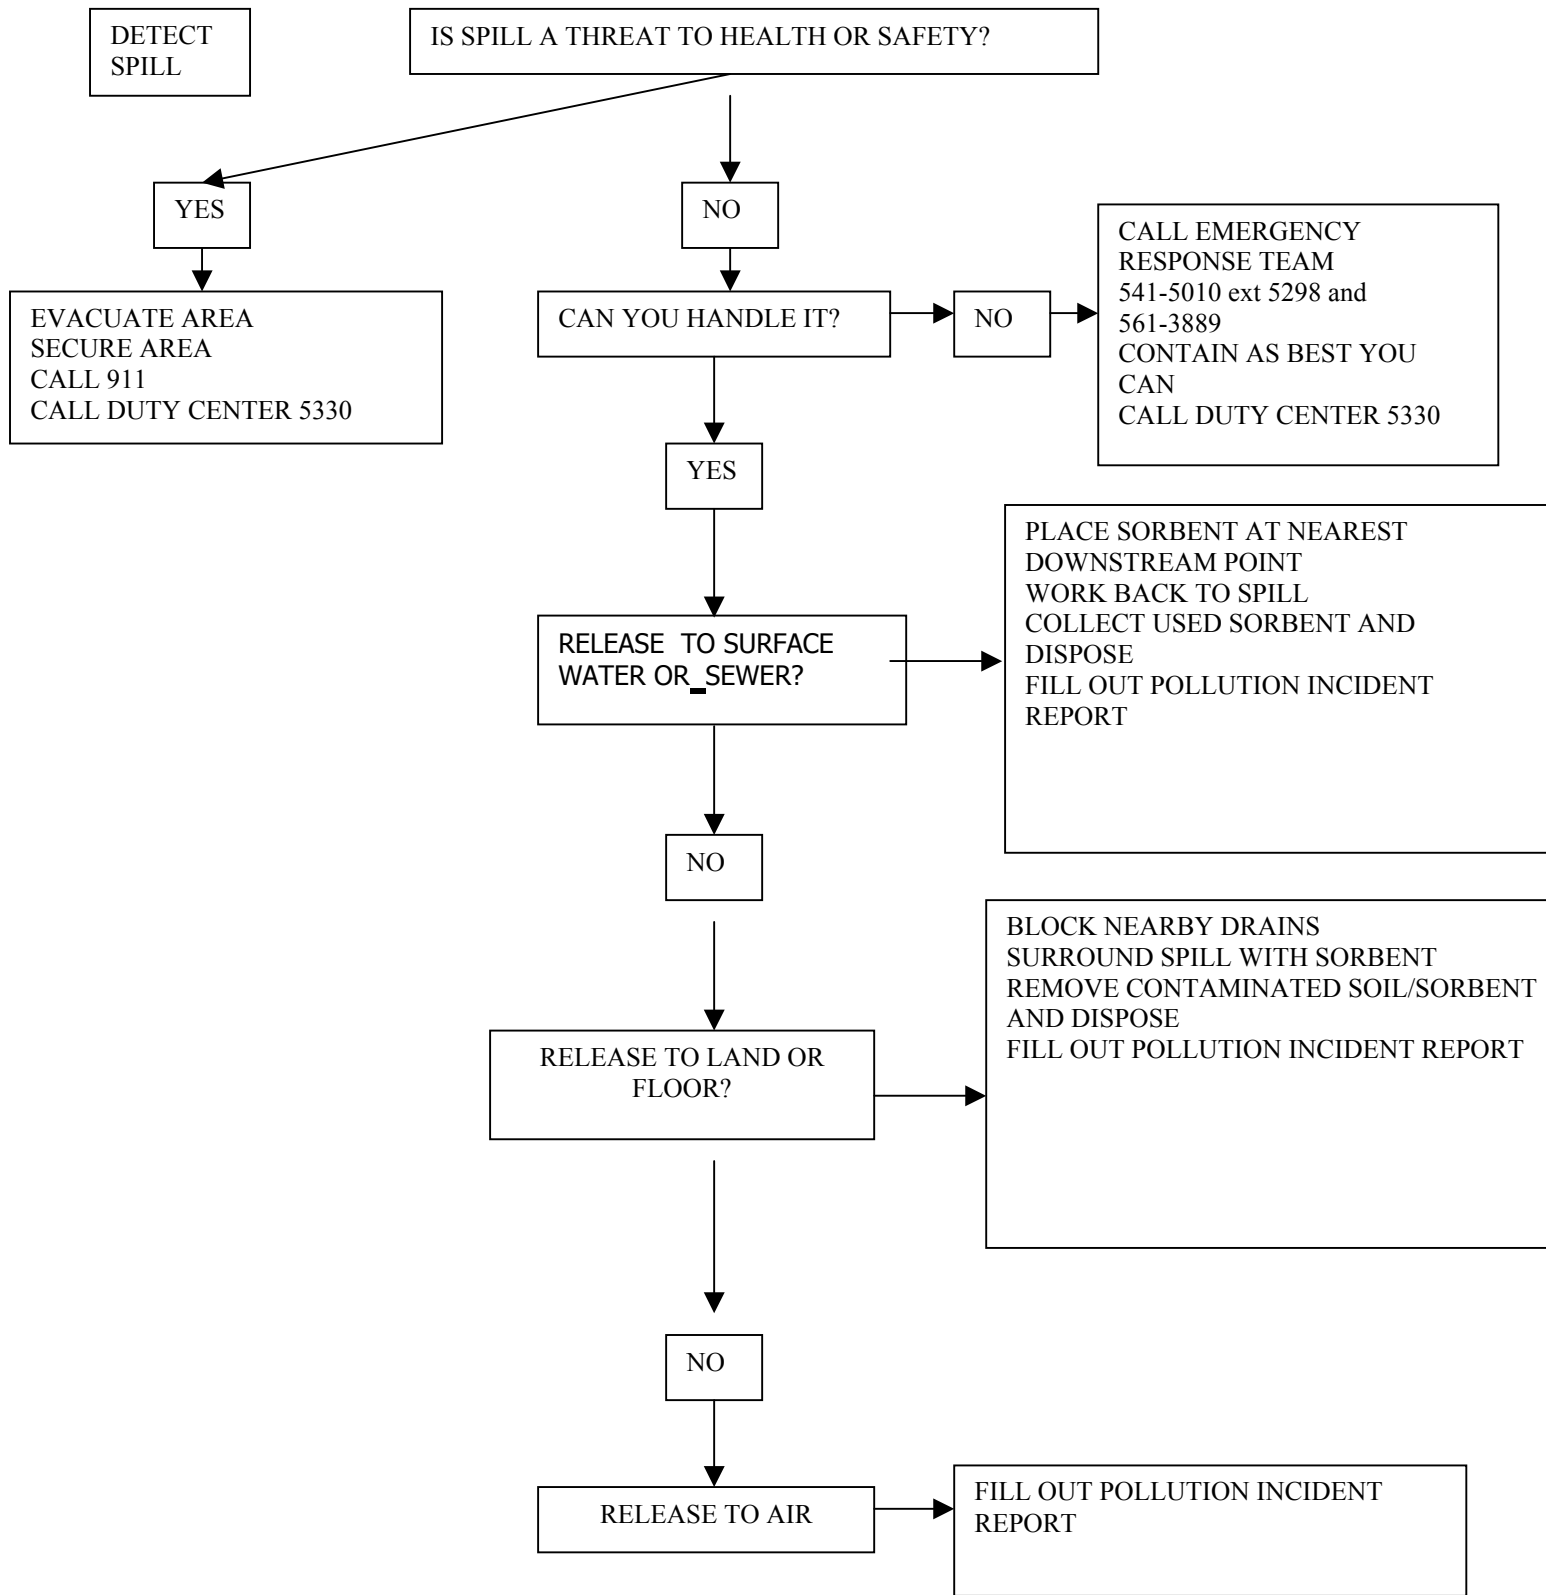 DETECT
SPILL
IS SPILL A THREAT TO HEALTH OR SAFETY?
YES
NO
EVACUATE AREA
SECURE AREA
CALL 911
CALL DUTY CENTER 5330
CAN YOU HANDLE IT?
NO
CALL EMERGENCY
RESPONSE TEAM
541-5010 ext 5298 and
561-3889
CONTAIN AS BEST YOU
CAN
CALL DUTY CENTER 5330
YES
RELEASE TO SURFACE
WATER OR SEWER?
PLACE SORBENT AT NEAREST
DOWNSTREAM POINT
WORK BACK TO SPILL
COLLECT USED SORBENT AND
DISPOSE
FILL OUT POLLUTION INCIDENT
REPORT
NO
RELEASE TO LAND OR
FLOOR?
BLOCK NEARBY DRAINS
SURROUND SPILL WITH SORBENT
REMOVE CONTAMINATED SOIL/SORBENT
AND DISPOSE
FILL OUT POLLUTION INCIDENT REPORT
NO
RELEASE TO AIR
FILL OUT POLLUTION INCIDENT
REPORT